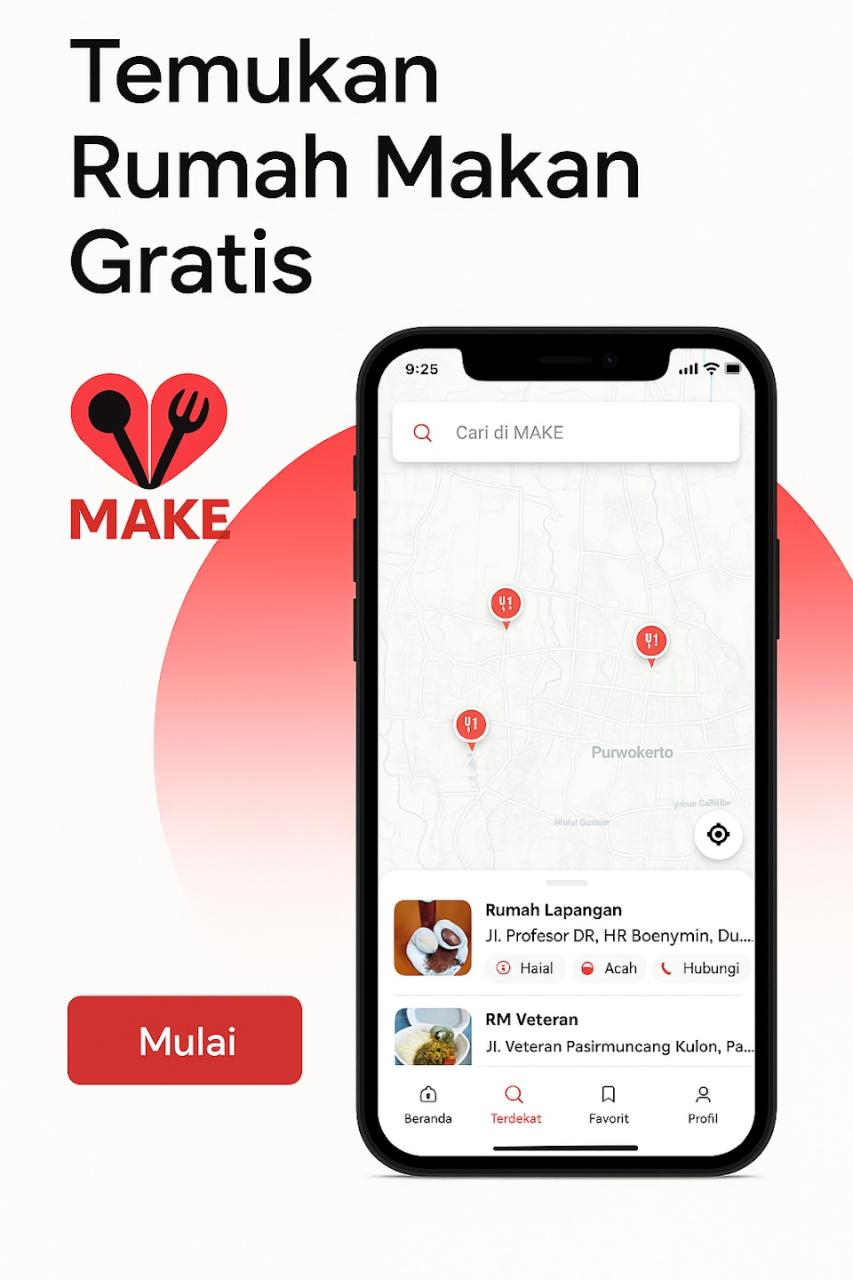 Temukan
Rumah Makan
Gratis
MAKE
9:25
Cari di MAKE
Purwokerto
Rumah Lapangan
Jl. Profesor DR, HR Boenymin, Du....
Haial
Acah
Hubungi
RM Veteran
Jl. Veteran Pasirmuncang Kulon, Pa...
Beranda
Terdekat
Favorit
Profil
Mulai